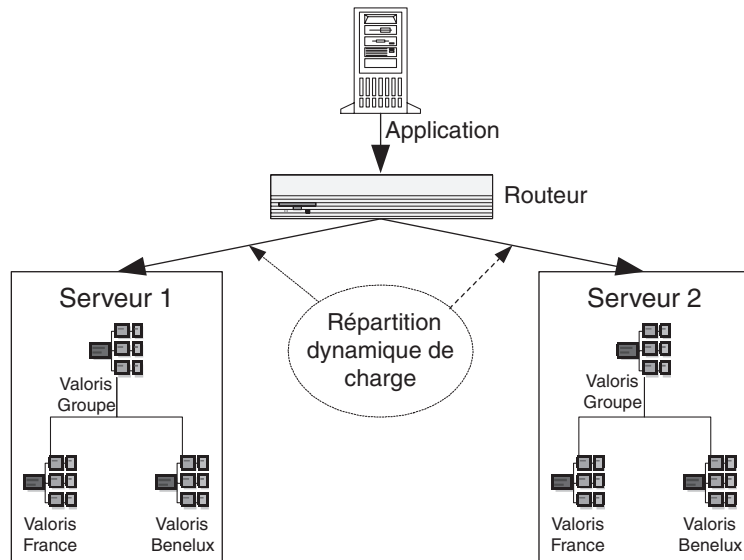 Application
Routeur
Serveur 1
Valoris
Groupe
Valoris
France
Valoris
Benelux
Répartition
dynamique de
charge
Serveur 2
Valoris
Groupe
Valoris
France
Valoris
Benelux